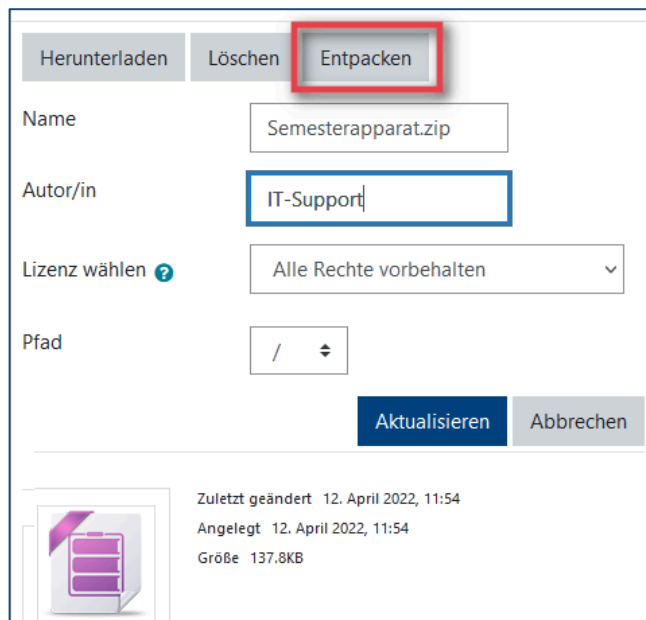 Herunterladen Löschen Entpacken
Name Semesterapparat.zip
Autor/in IT-Support
Lizenz wählen ? Alle Rechte vorbehalten
Pfad /
Aktualisieren Abbrechen
Zuletzt geändert 12. April 2022, 11:54
Angelegt 12. April 2022, 11:54
Größe 137.8KB